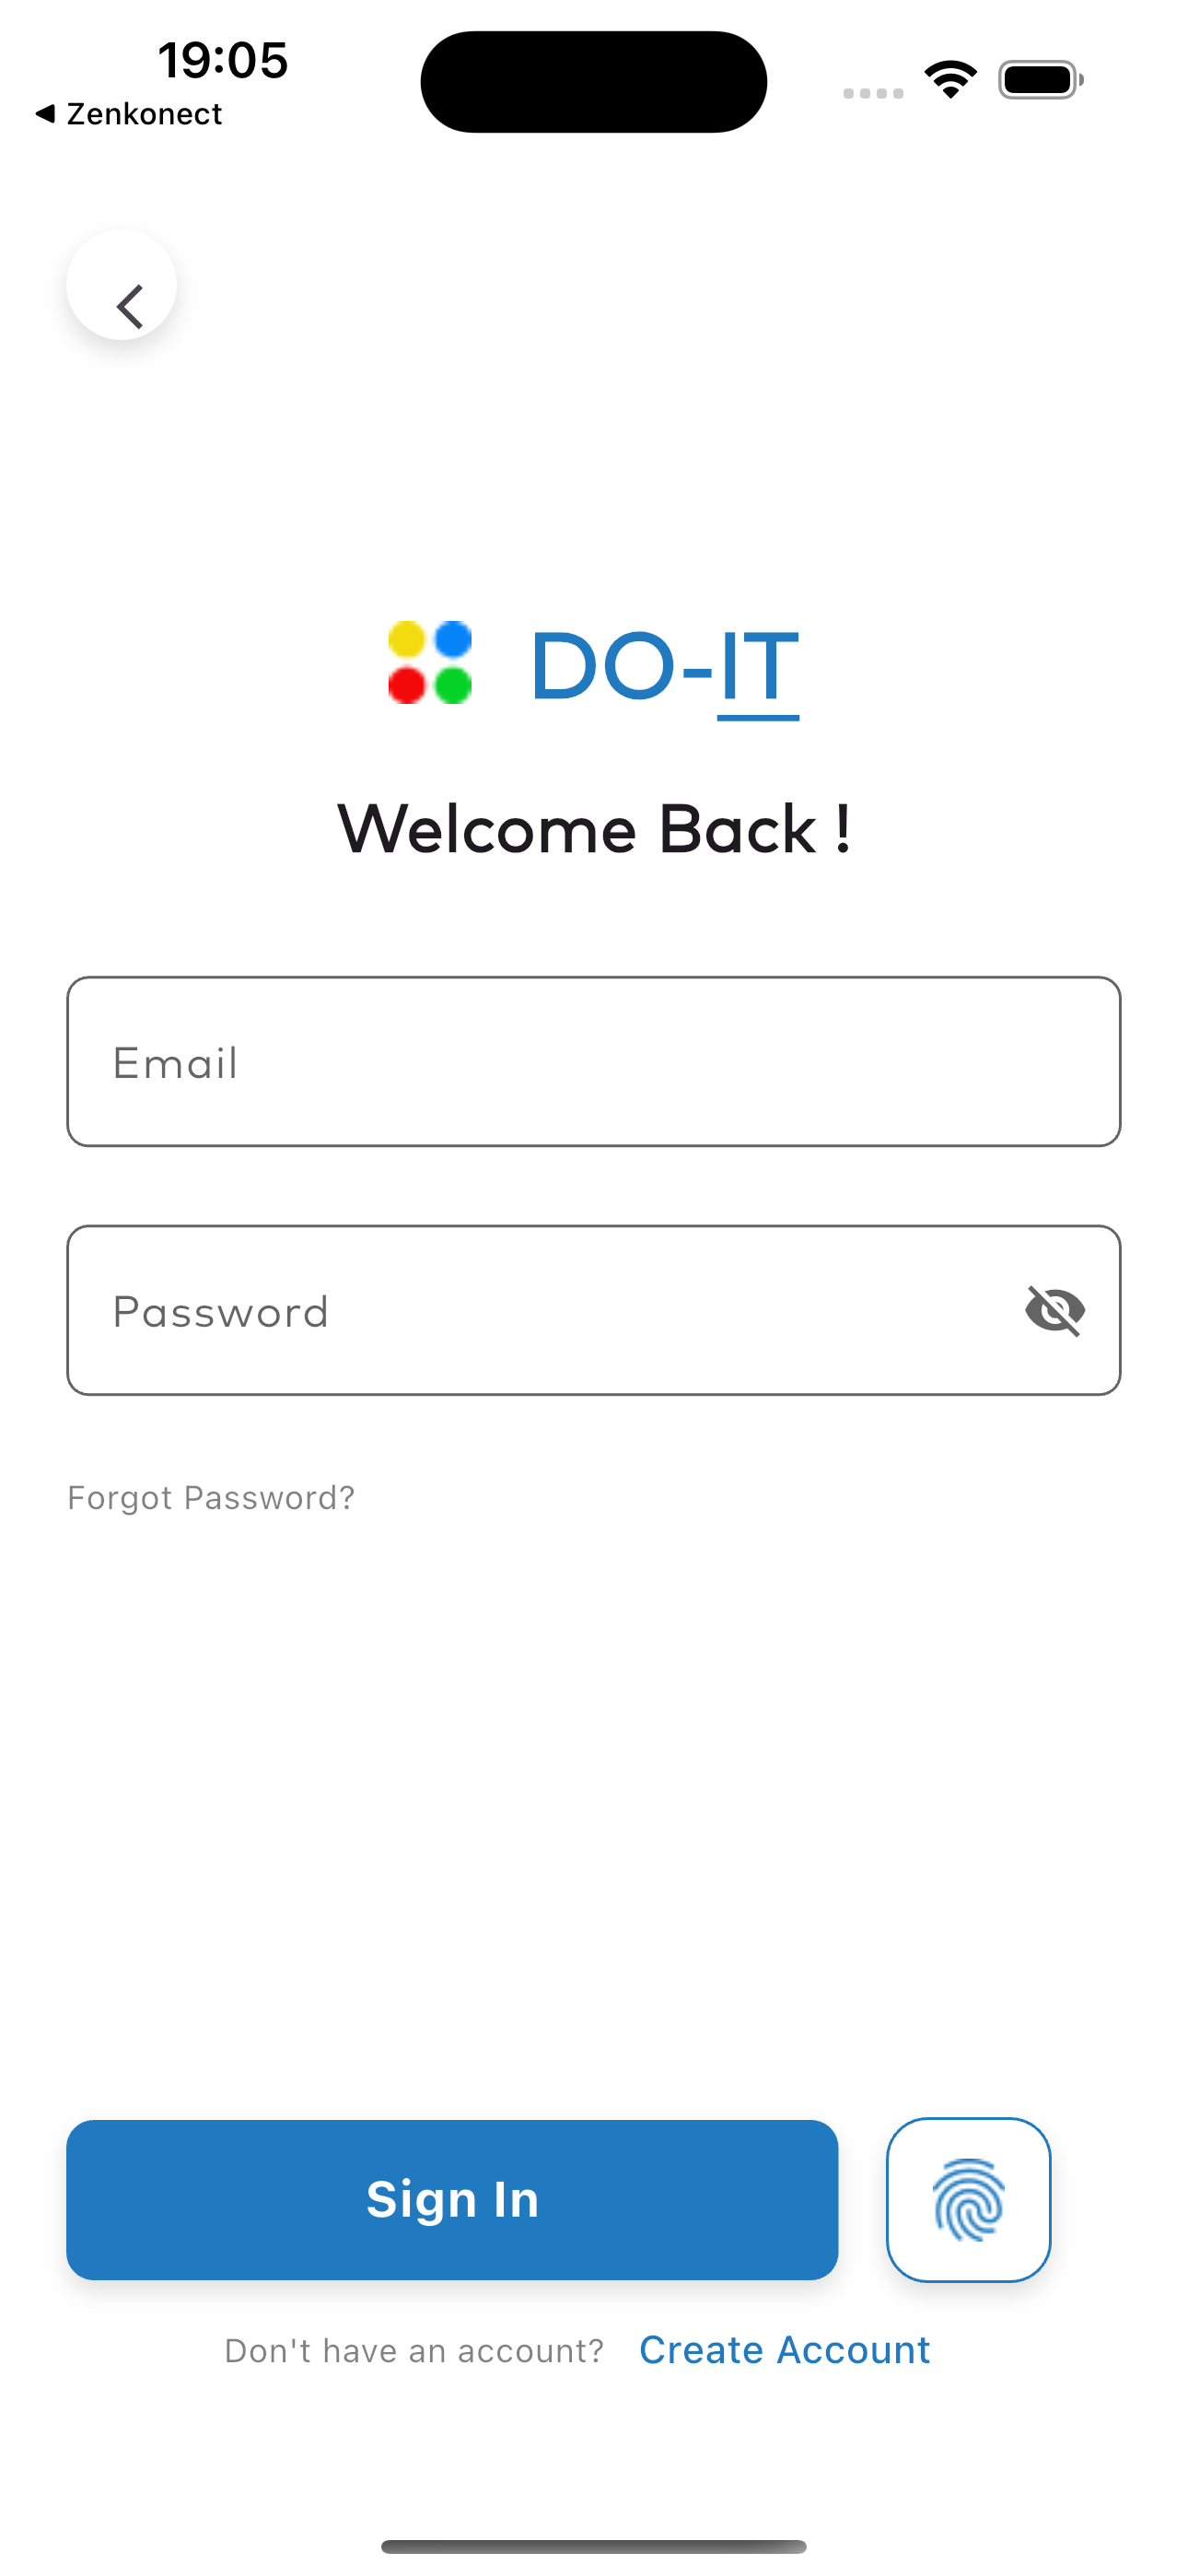 19:05
◀ Zenkonect
DO-IT
Welcome Back !
Email
Password
Forgot Password?
Sign In
Don't have an account? Create Account